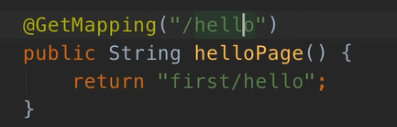 @GetMapping("/hello")
public String helloPage() {
    return "first/hello";
}